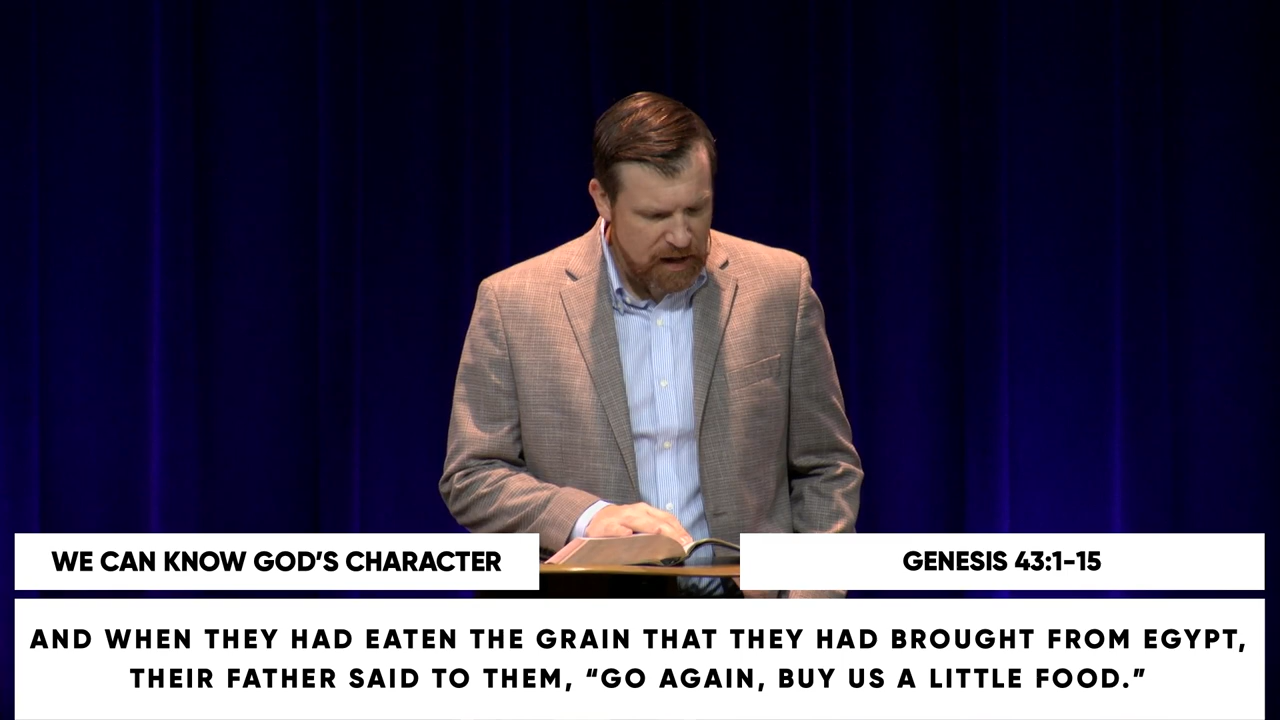 WE CAN KNOW GOD’S CHARACTER
GENESIS 43:1-15
AND WHEN THEY HAD EATEN THE GRAIN THAT THEY HAD BROUGHT FROM EGYPT,
THEIR FATHER SAID TO THEM, “GO AGAIN, BUY US A LITTLE FOOD.”